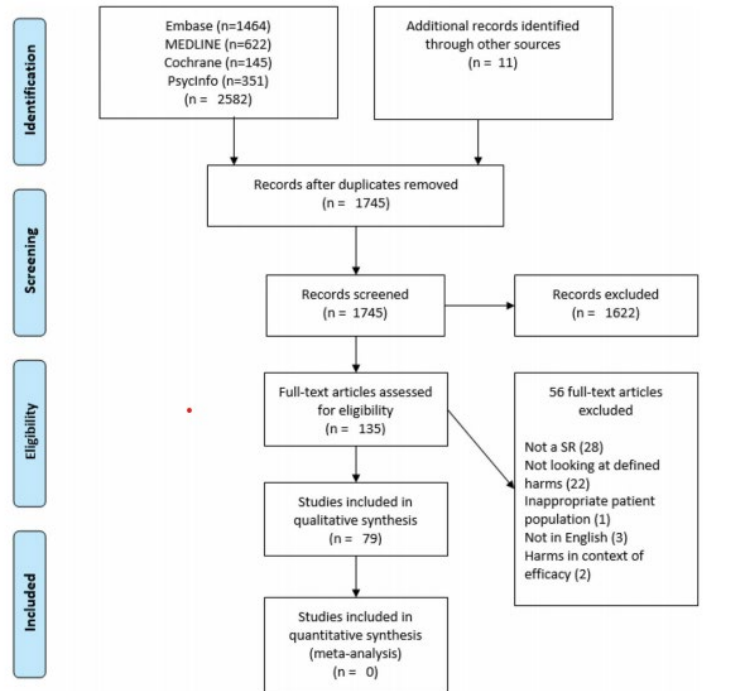 Identification
Embase (n=1464)
MEDLINE (n=622)
Cochrane (n=145)
PsycInfo (n=351)
(n = 2582)
Additional records identified
through other sources
(n = 11)
Records after duplicates removed
(n = 1745)
Screening
Records screened
(n = 1745)
Records excluded
(n = 1622)
Eligibility
Full-text articles assessed
for eligibility
(n = 135)
56 full-text articles
excluded
Not a SR (28)
Not looking at defined
harms (22)
Inappropriate patient
population (1)
Not in English (3)
Harms in context of
efficacy (2)
Studies included in
qualitative synthesis
(n = 79)
Included
Studies included in
quantitative synthesis
(meta-analysis)
(n = 0)